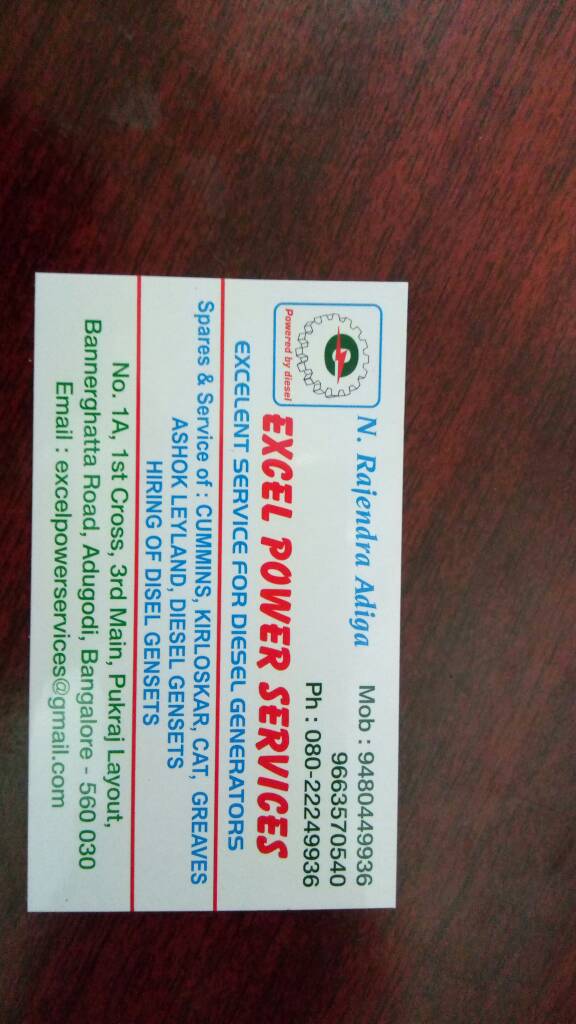 N. Rajendra Adiga
Mob : 9480449936
9663570540
Ph : 080-22249936
Powered by diesel
EXCEL POWER SERVICES
EXCELENT SERVICE FOR DIESEL GENERATORS
Spares & Service of : CUMMINS, KIRLOSKAR, CAT, GREAVES
ASHOK LEYLAND, DIESEL GENSETS
HIRING OF DISEL GENSETS
No. 1A, 1st Cross, 3rd Main, Pukraj Layout,
Bannerghatta Road, Adugodi, Bangalore - 560 030
Email : excelpowerservices@gmail.com